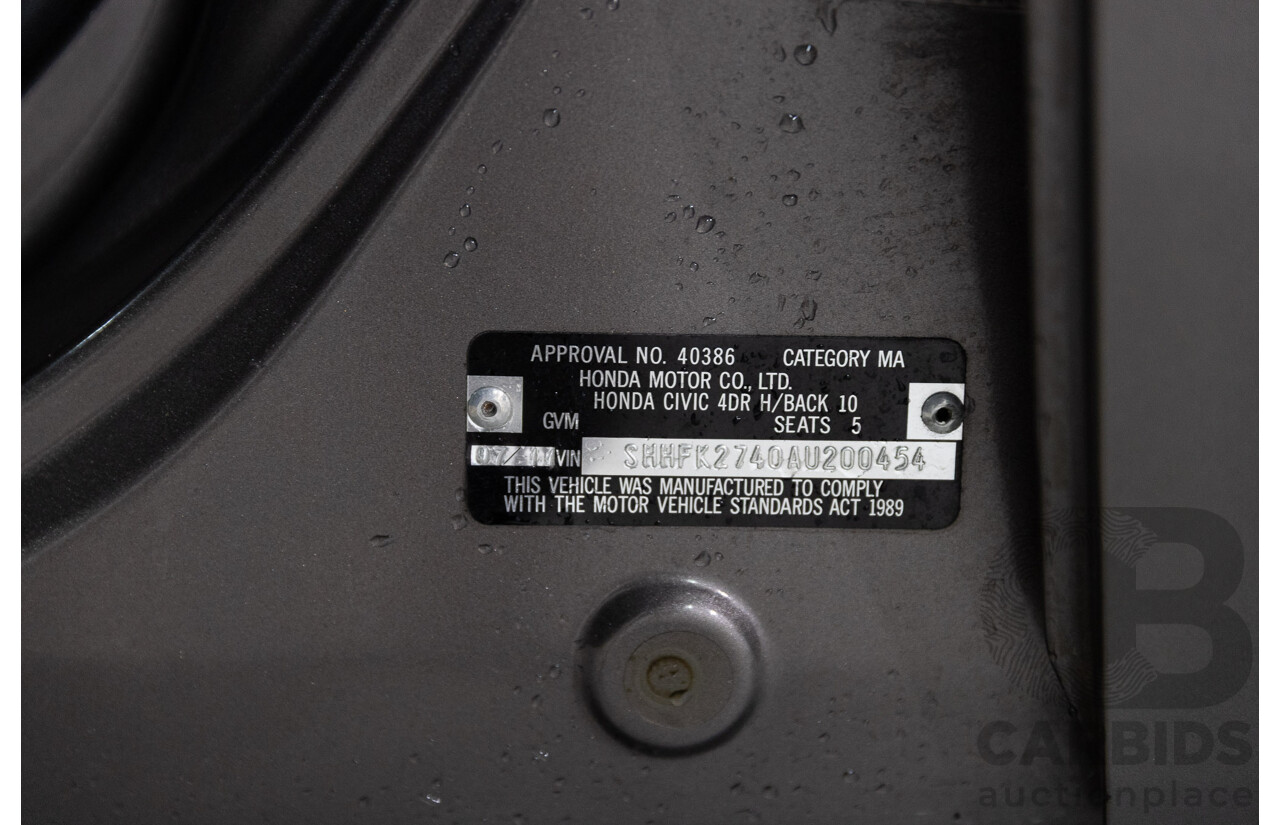 APPROVAL NO. 40386 CATEGORY MA
HONDA MOTOR CO., LTD.
HONDA CIVIC 4DR H/BACK 10
GVM SEATS 5
VIN SHHFK2740AU200454
THIS VEHICLE WAS MANUFACTURED TO COMPLY
WITH THE MOTOR VEHICLE STANDARDS ACT 1989
CARBIDS
auctionplace